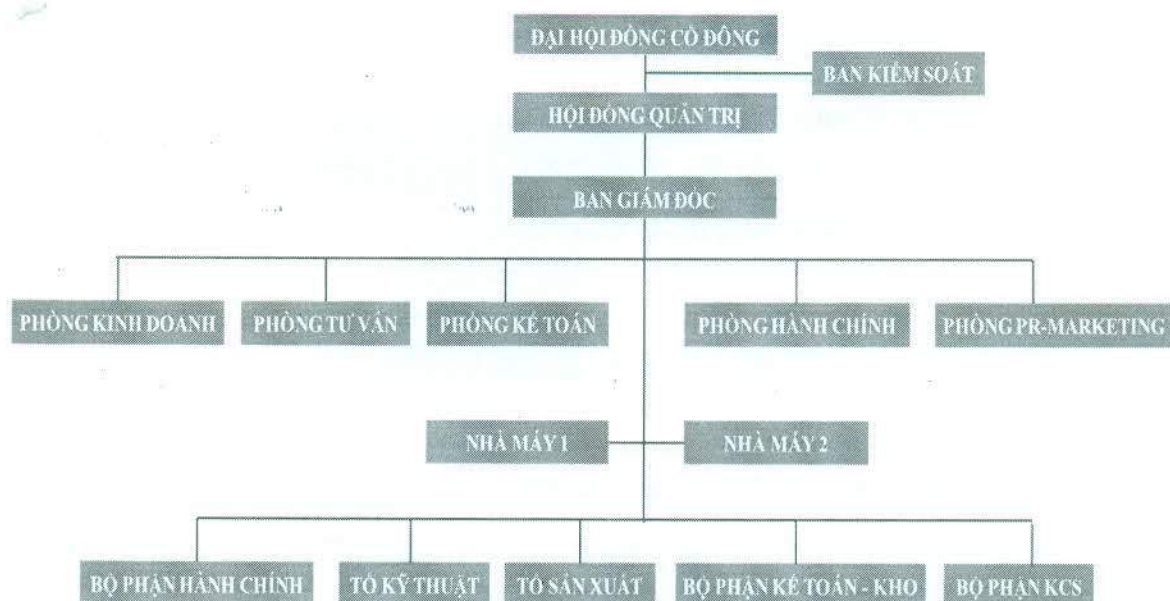 ĐẠI HỘI ĐỒNG CỔ ĐÔNG
BAN KIỂM SOÁT
HỘI ĐỒNG QUẢN TRỊ
BAN GIÁM ĐỐC
PHÒNG KINH DOANH
PHÒNG TƯ VẤN
PHÒNG KẾ TOÁN
PHÒNG HÀNH CHÍNH
PHÒNG PR-MARKETING
NHÀ MÁY 1
NHÀ MÁY 2
BỘ PHẬN HÀNH CHÍNH
TỔ KỸ THUẬT
TỔ SẢN XUẤT
BỘ PHẬN KẾ TOÁN - KHO
BỘ PHẬN KCS